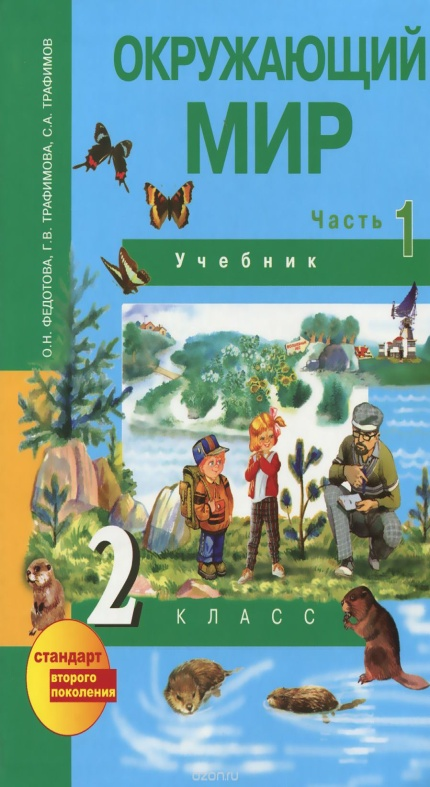 ОКРУЖАЮЩИЙ
МИР
Часть 1
Учебник
О.Н. ФЕДОТОВА, Г.В. ТРАФИМОВА, С.А. ТРАФИМОВ
2
КЛАСС
стандарт
второго
поколения
ozon.ru